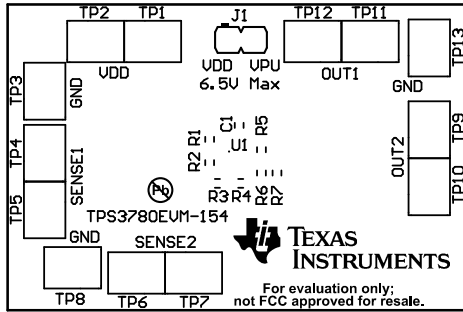 TP2 TP1 J1 TP12 TP11
TP13
VDD VDD VPU OUT1
6.5V Max GND
TP3 GND
TP4 TP5 SENSE1
C1 R5
R1 U1
R2
R3 R4 R6 R7
TP9 TP10 OUT2
Pb
TPS3780EVM-154
GND SENSE2
TP8 TP6 TP7
TEXAS
INSTRUMENTS
For evaluation only;
not FCC approved for resale.